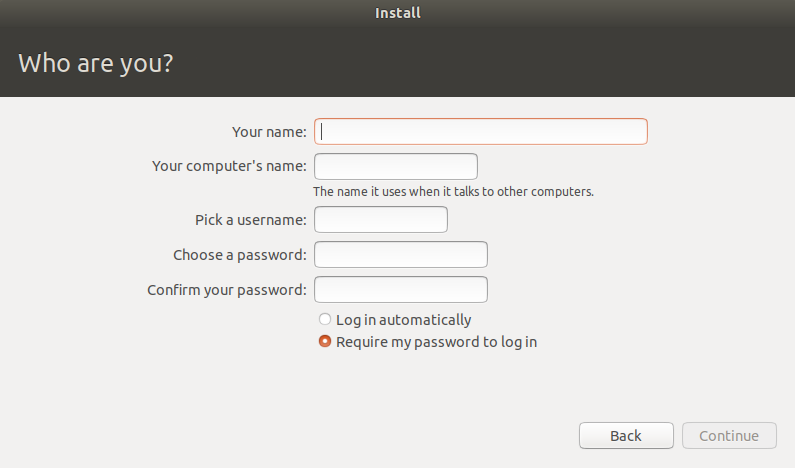 Install
Who are you?
Your name:
Your computer's name:
The name it uses when it talks to other computers.
Pick a username:
Choose a password:
Confirm your password:
Log in automatically
Require my password to log in
Back Continue